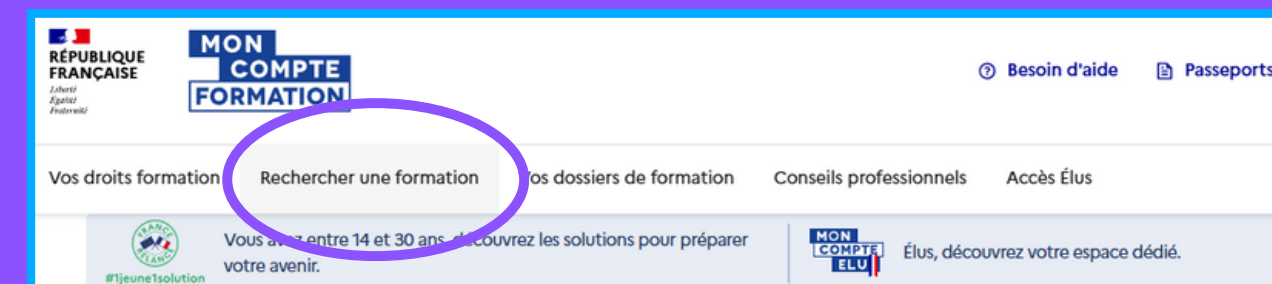 RÉPUBLIQUE
FRANÇAISE
Liberté
Égalité
Fraternité
MON
COMPTE
FORMATION
Besoin d'aide
Passeports
Vos droits formation
Rechercher une formation
Vos dossiers de formation
Conseils professionnels
Accès Élus
FRANCE
RELANCE
#1jeune1solution
Vous avez entre 14 et 30 ans, découvrez les solutions pour préparer
votre avenir.
MON
COMPTE
ELU
Élus, découvrez votre espace dédié.